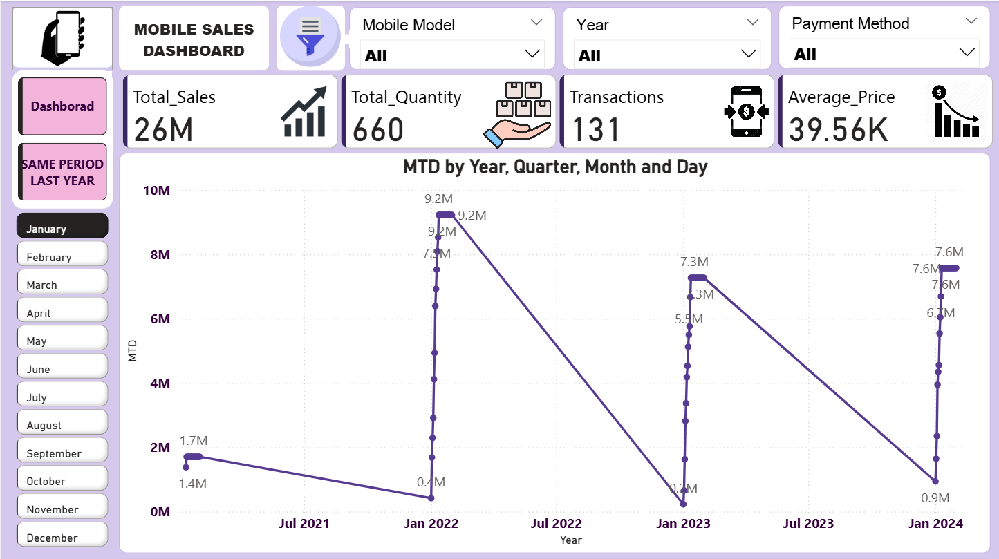 MOBILE SALES
DASHBOARD
Mobile Model
All
Year
All
Payment Method
All
Dashborad
SAME PERIOD
LAST YEAR
January
February
March
April
May
June
July
August
September
October
November
December
Total_Sales
26M
Total_Quantity
660
Transactions
131
$
Average_Price
39.56K
$
MTD by Year, Quarter, Month and Day
MTD
10M
8M
6M
4M
2M
0M
1.7M
1.4M
0.4M
9.2M
9.2M
9.2M
7.5M
0.2M
7.3M
7.3M
5.5M
0.9M
7.6M
7.6M
7.6M
6.7M
Jul 2021
Jan 2022
Jul 2022
Jan 2023
Jul 2023
Jan 2024
Year